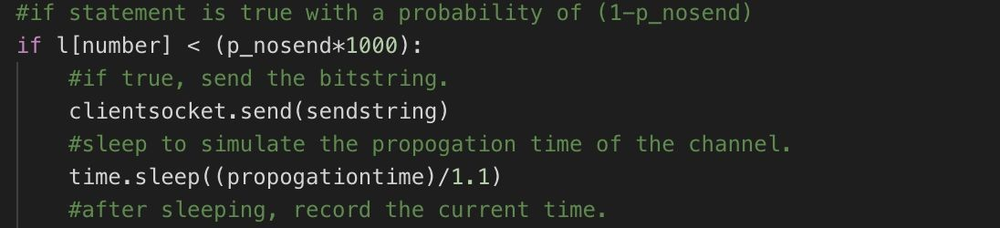 #if statement is true with a probability of (1-p_nosend)
if l[number] < (p_nosend*1000):
#if true, send the bitstring.
clientsocket.send(sendstring)
#sleep to simulate the propogation time of the channel.
time.sleep((propogationtime)/1.1)
#after sleeping, record the current time.